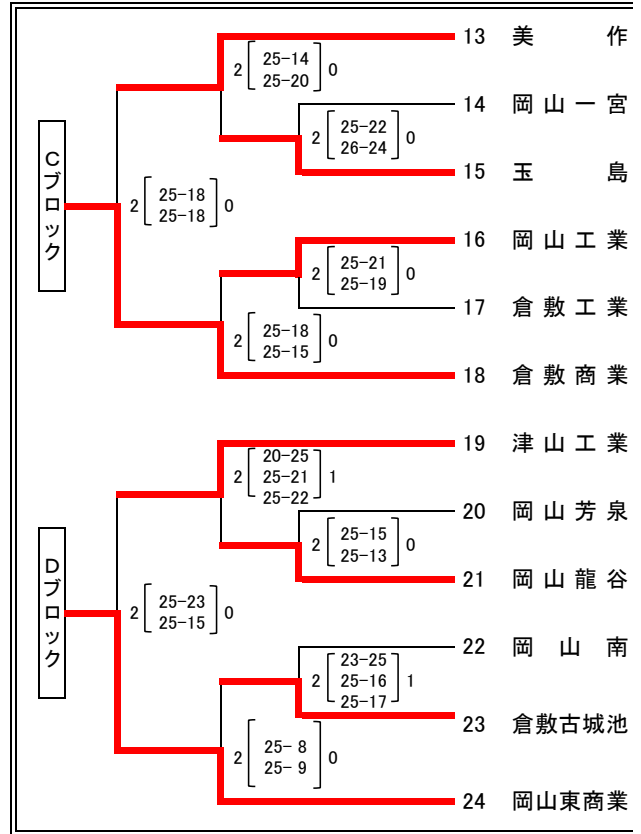 13 美作
2 25-14 0
25-20
14 岡山一宮
2 25-22 0
26-24
15 玉島
Cブロック
2 25-18 0
25-18
16 岡山工業
2 25-21 0
25-19
17 倉敷工業
2 25-18 0
25-15
18 倉敷商業
19 津山工業
20-25
2 25-21 1
25-22
20 岡山芳泉
2 25-15 0
25-13
21 岡山龍谷
Dブロック
2 25-23 0
25-15
22 岡山南
23-25
2 25-16 1
25-17
23 倉敷古城池
2 25- 8 0
25- 9
24 岡山東商業